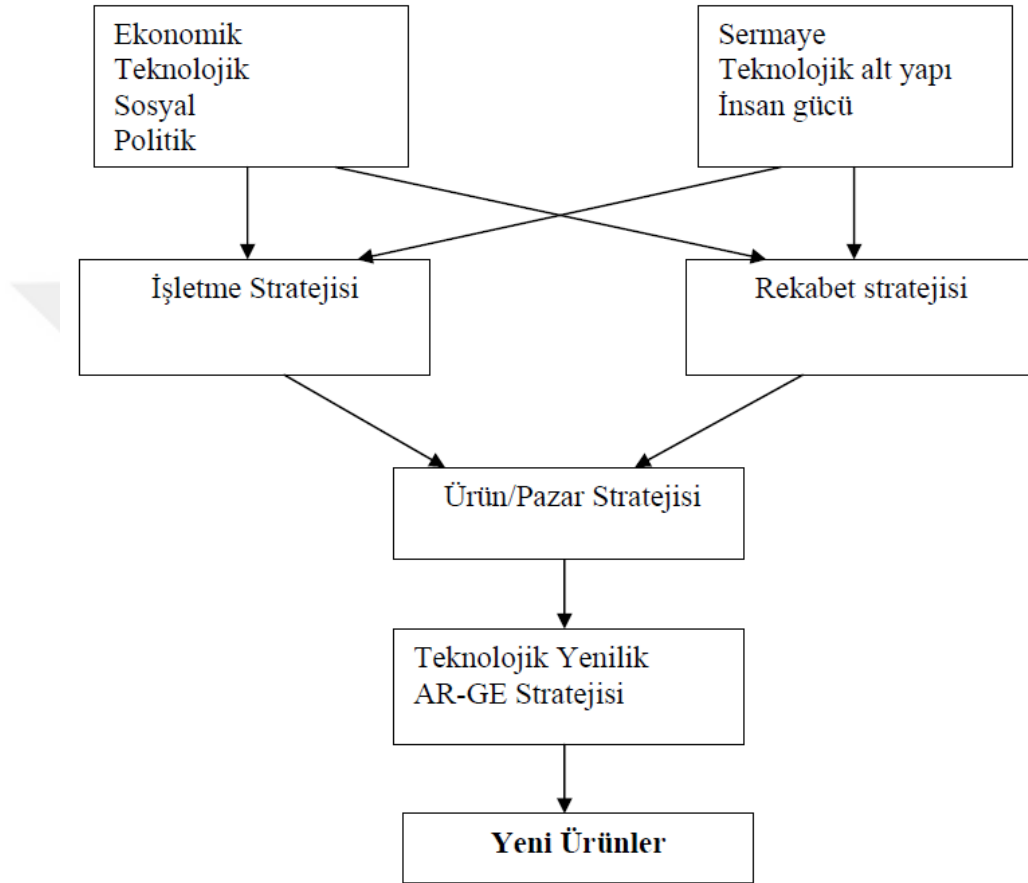 Ekonomik
Teknolojik
Sosyal
Politik
Sermaye
Teknolojik alt yapı
İnsan gücü
İşletme Stratejisi
Rekabet stratejisi
Ürün/Pazar Stratejisi
Teknolojik Yenilik
AR-GE Stratejisi
Yeni Ürünler